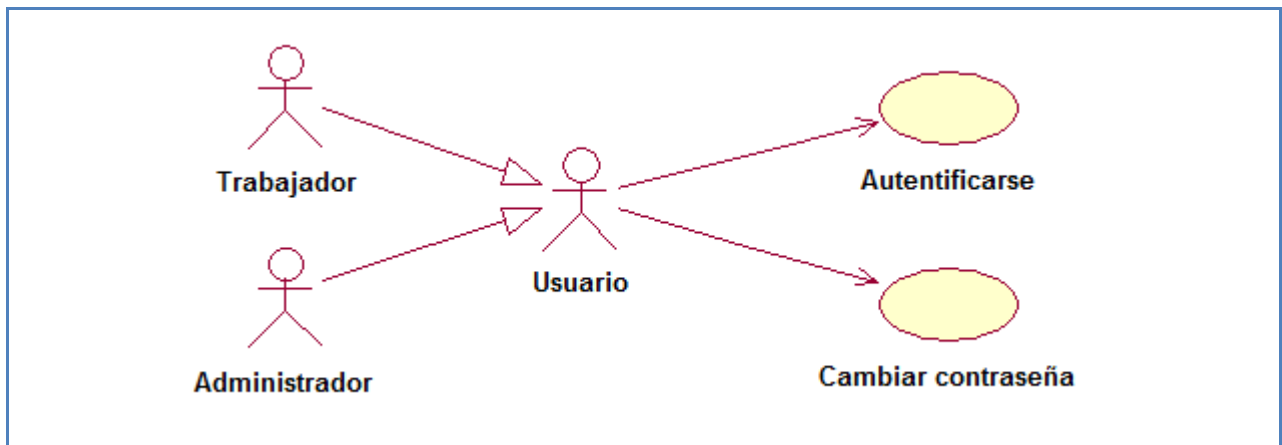 Trabajador
Autentificarse
Usuario
Administrador
Cambiar contraseña